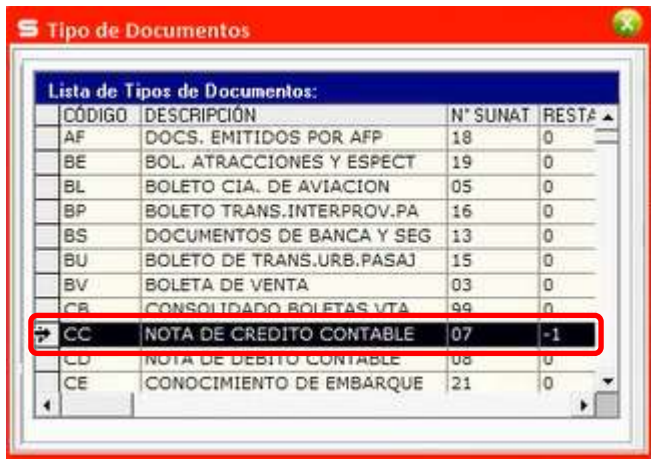 S Tipo de Documentos
Lista de Tipos de Documentos:
CÓDIGO DESCRIPCIÓN N° SUNAT RESTA
AF DOCS. EMITIDOS POR AFP 18 0
BE BOL. ATRACCIONES Y ESPECT 19 0
BL BOLETO CIA. DE AVIACION 05 0
BP BOLETO TRANS.INTERPROV.PA 16 0
BS DOCUMENTOS DE BANCA Y SEG 13 0
BU BOLETO DE TRANS.URB.PASAJ 15 0
BV BOLETA DE VENTA 03 0
CB CONSOLIDADO BOLETAS VTA 99 0
CC NOTA DE CREDITO CONTABLE 07 -1
CD NOTA DE DEBITO CONTABLE 08 0
CE CONOCIMIENTO DE EMBARQUE 21 0